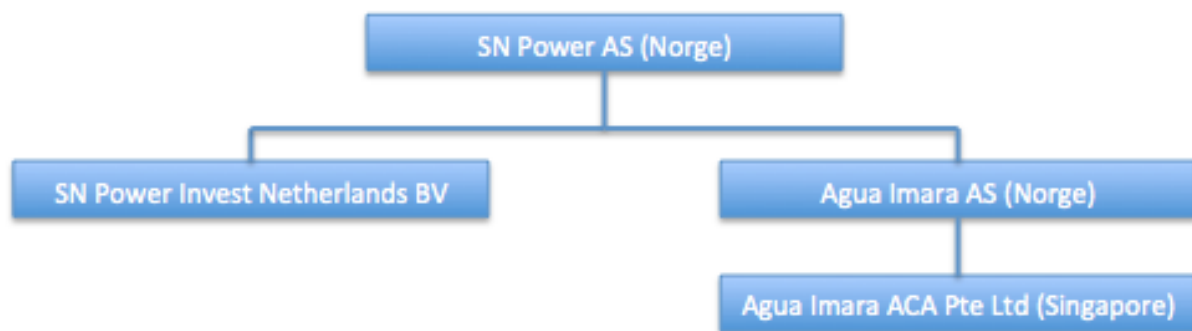 SN Power AS (Norge)
SN Power Invest Netherlands BV
Agua Imara AS (Norge)
Agua Imara ACA Pte Ltd (Singapore)